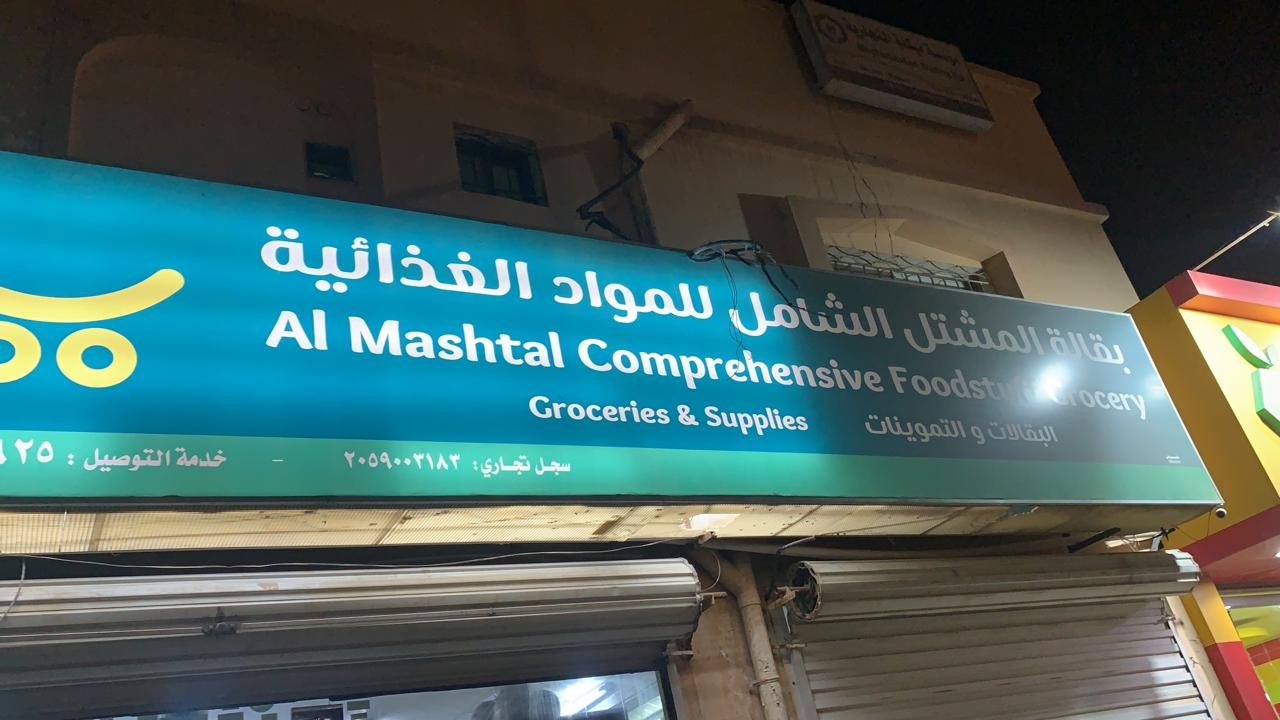 بقالة المشتل الشامل للمواد الغذائية
Al Mashtal Comprehensive Foodstuff Grocery
Groceries & Supplies
البقالات و التموينات
سجل تجاري: ٢٠٥٩٠٠٣١٨٣ - خدمة التوصيل :